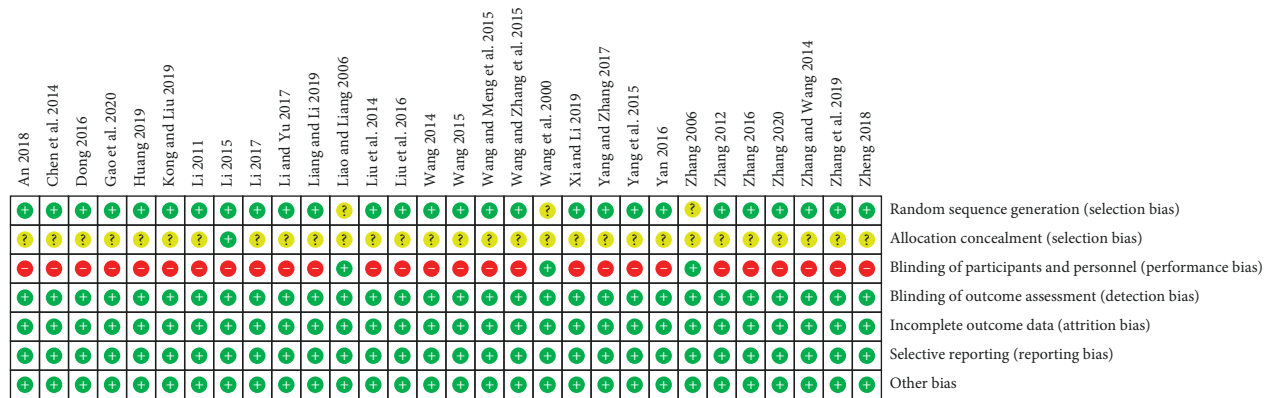 An 2018
Chen et al. 2014
Dong 2016
Gao et al. 2020
Huang 2019
Kong and Liu 2019
Li 2011
Li 2015
Li 2017
Li and Yu 2017
Liang and Li 2019
Liao and Liang 2006
Liu et al. 2014
Liu et al. 2016
Wang 2014
Wang 2015
Wang and Meng et al. 2015
Wang and Zhang et al. 2015
Wang et al. 2000
Xi and Li 2019
Yang and Zhang 2017
Yang et al. 2015
Yan 2016
Zhang 2006
Zhang 2012
Zhang 2016
Zhang 2020
Zhang and Wang 2014
Zhang et al. 2019
Zheng 2018
+ + + + + + + + + + + ? + + + + + + ? + + + + ? + + + + + + Random sequence generation (selection bias)
? ? ? ? ? ? ? + ? ? ? ? ? ? ? ? ? ? ? ? ? ? ? ? ? ? ? ? ? ? Allocation concealment (selection bias)
− − − − − − − − − − − + − − − − − − + − − − − + − − − − − − Blinding of participants and personnel (performance bias)
+ + + + + + + + + + + + + + + + + + + + + + + + + + + + + + Blinding of outcome assessment (detection bias)
+ + + + + + + + + + + + + + + + + + + + + + + + + + + + + + Incomplete outcome data (attrition bias)
+ + + + + + + + + + + + + + + + + + + + + + + + + + + + + + Selective reporting (reporting bias)
+ + + + + + + + + + + + + + + + + + + + + + + + + + + + + + Other bias